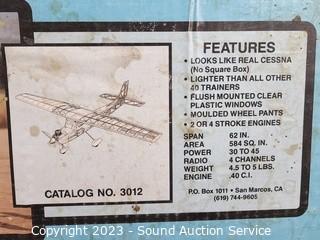 FEATURES
• LOOKS LIKE REAL CESSNA
(No Square Box)
• LIGHTER THAN ALL OTHER
40 TRAINERS
• FLUSH MOUNTED CLEAR
PLASTIC WINDOWS
• MOULDED WHEEL PANTS
• 2 OR 4 STROKE ENGINES
SPAN 62 IN.
AREA 584 SQ. IN.
POWER 30 TO 45
RADIO 4 CHANNELS
WEIGHT 4.5 TO 5 LBS.
ENGINE .40 C.I.
P.O. Box 1011 • San Marcos, CA
(619) 744-9605
CATALOG NO. 3012
Copyright 2023 - Sound Auction Service